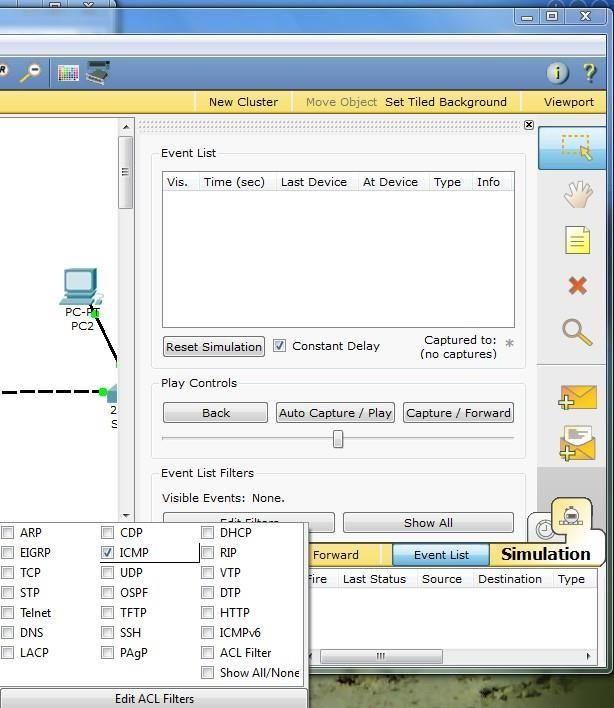 New Cluster Move Object Set Tiled Background Viewport
Event List
Vis. Time (sec) Last Device At Device Type Info
PC-PT
PC2
Reset Simulation Constant Delay Captured to:
(no captures) *
Play Controls
Back Auto Capture / Play Capture / Forward
Event List Filters
Visible Events: None.
Edit Filters Show All
Forward Event List Simulation
Fire Last Status Source Destination Type
ARP CDP DHCP
EIGRP ICMP RIP
TCP UDP VTP
STP OSPF DTP
Telnet TFTP HTTP
DNS SSH ICMPv6
LACP PAgP ACL Filter
Show All/None
Edit ACL Filters